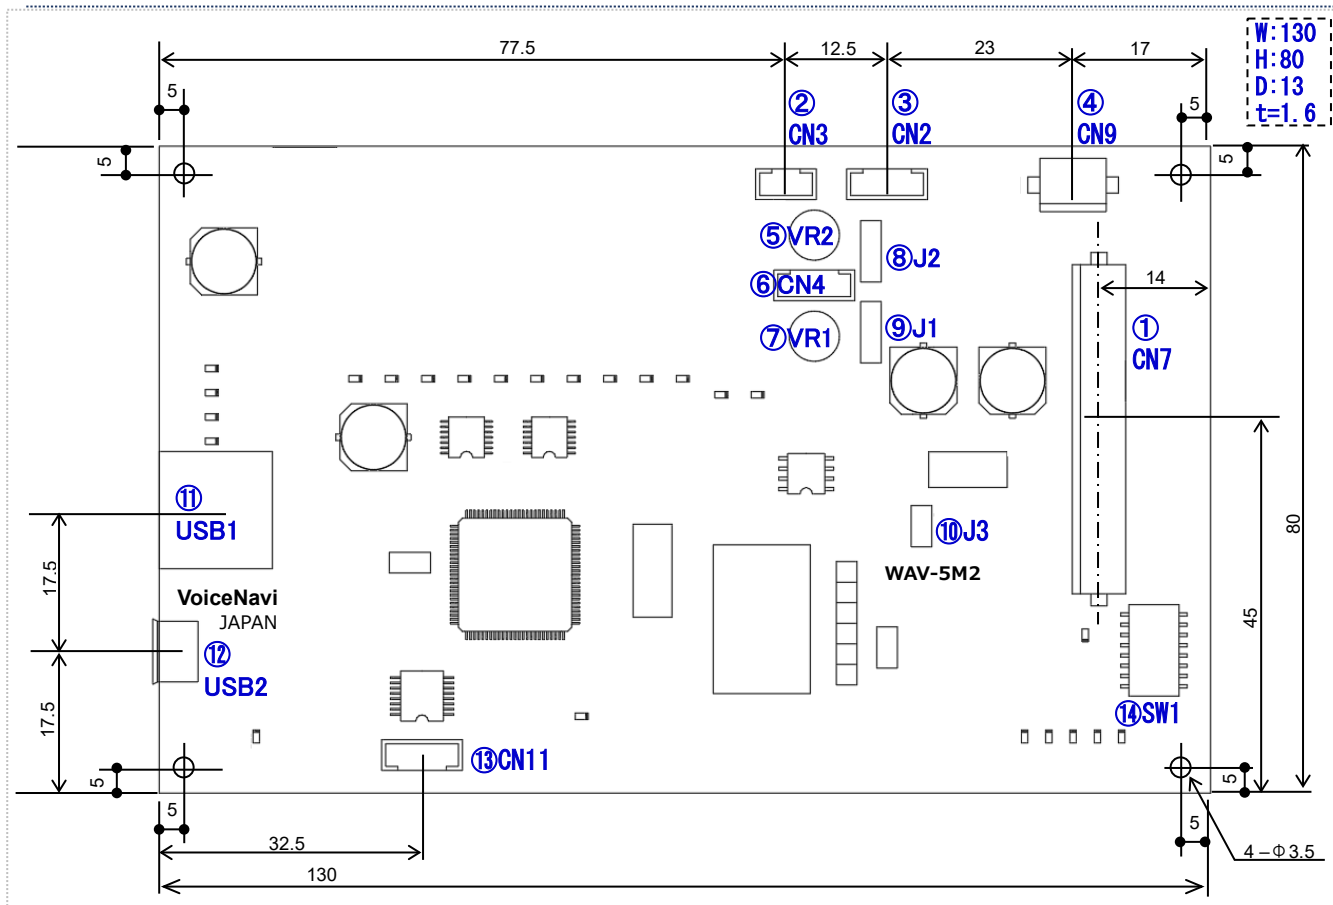 77.5
12.5
23
17
W:130
H:80
D:13
t=1.6
5
5
② CN3
③ CN2
④ CN9
5
5
⑤VR2
⑧J2
⑥CN4
14
⑦VR1
⑨J1
① CN7
⑪
USB1
⑩J3
80
17.5
WAV-5M2
VoiceNavi
JAPAN
45
⑫
USB2
17.5
⑭SW1
⑬CN11
5
5
5
5
32.5
4－Φ3.5
130